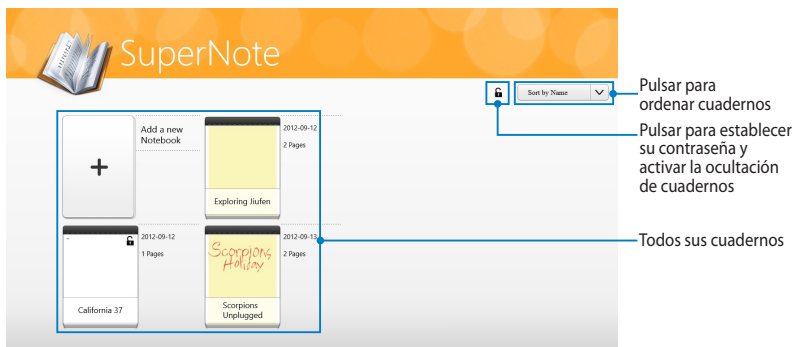 SuperNote
Sort by Name
Pulsar para
ordenar cuadernos
Pulsar para establecer
su contraseña y
activar la ocultación
de cuadernos
Add a new
Notebook
2012-09-12
2 Pages
Exploring Jiufen
2012-09-12
1 Pages
California 37
Scorpions
Holiday
2012-09-13
2 Pages
Scorpions
Unplugged
Todos sus cuadernos